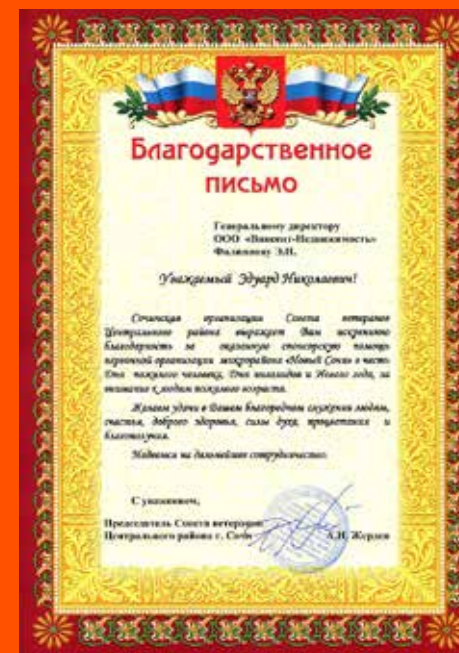 Благодарственное
письмо
Генеральному директору
ООО «Винсент-Недвижимость»
Филиппову Э.Н.
Уважаемый Эдуард Николаевич!
Сочинская организация Совета ветеранов
Центрального района выражает Вам искреннюю
благодарность за оказанную спонсорскую помощь
первичной организации микрорайона «Новый Сочи» в честь
Дня пожилого человека, Дня инвалидов и Нового года, за
внимание к людям пожилого возраста.
Желаем удачи в Вашем благородном служении людям,
счастья, доброго здоровья, силы духа, процветания и
благополучия.
Надеемся на дальнейшее сотрудничество.
С уважением,
Председатель Совета ветеранов
Центрального района г. Сочи А.И.